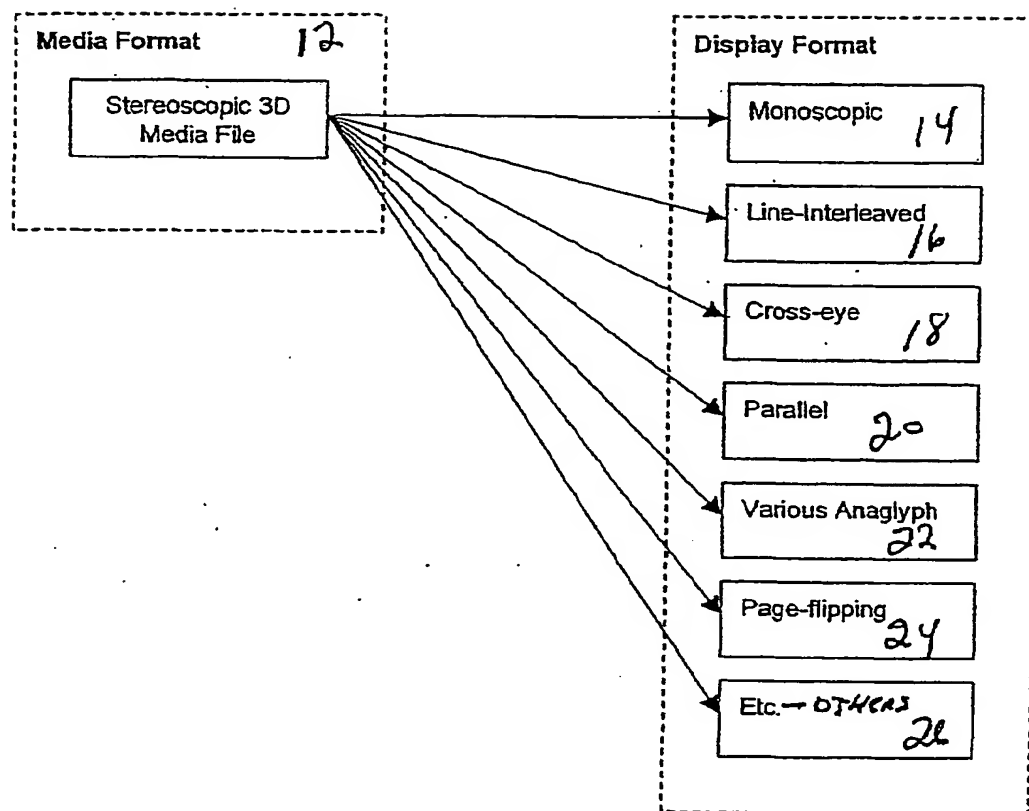 Media Format 12
Stereoscopic 3D
Media File
Display Format
Monoscopic 14
Line-Interleaved
16
Cross-eye 18
Parallel 20
Various Anaglyph
22
Page-flipping
24
Etc. - OTHERS
26